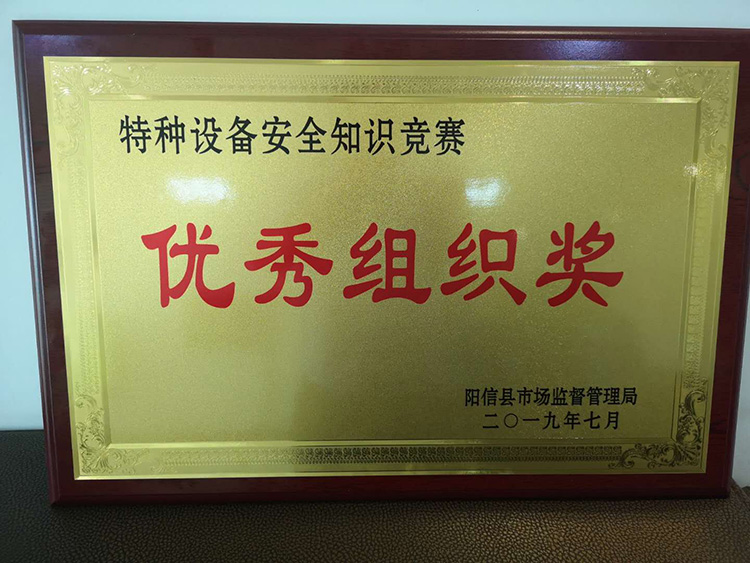 特种设备安全知识竞赛
优秀组织奖
阳信县市场监督管理局
二〇一九年七月